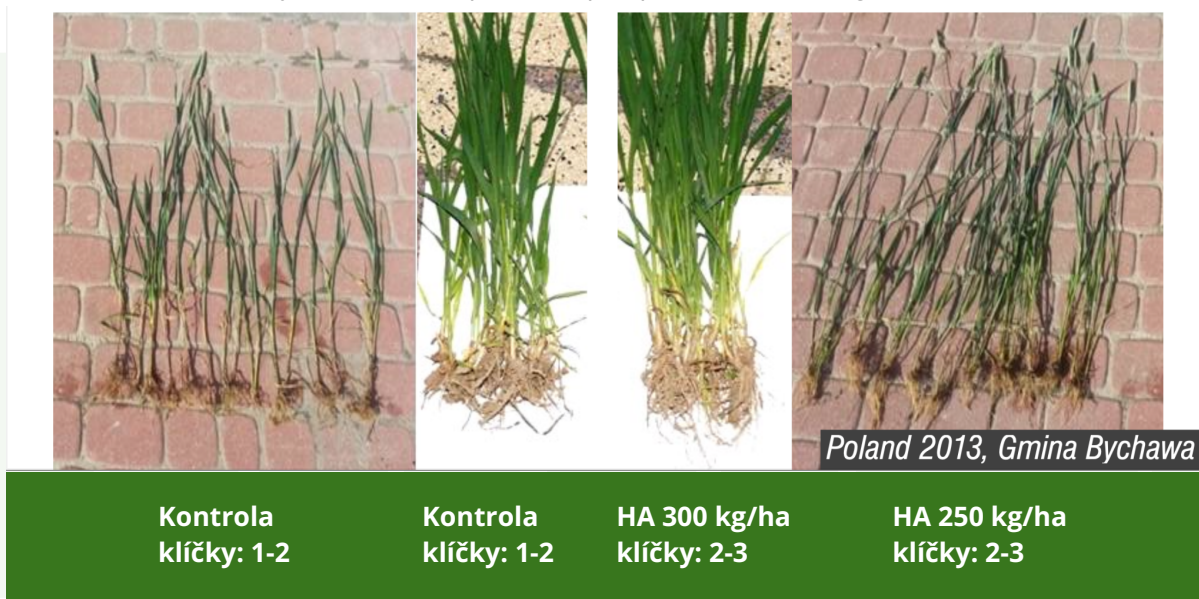 Poland 2013, Gmina Bychawa
Kontrola
klíčky: 1-2
Kontrola
klíčky: 1-2
HA 300 kg/ha
klíčky: 2-3
HA 250 kg/ha
klíčky: 2-3